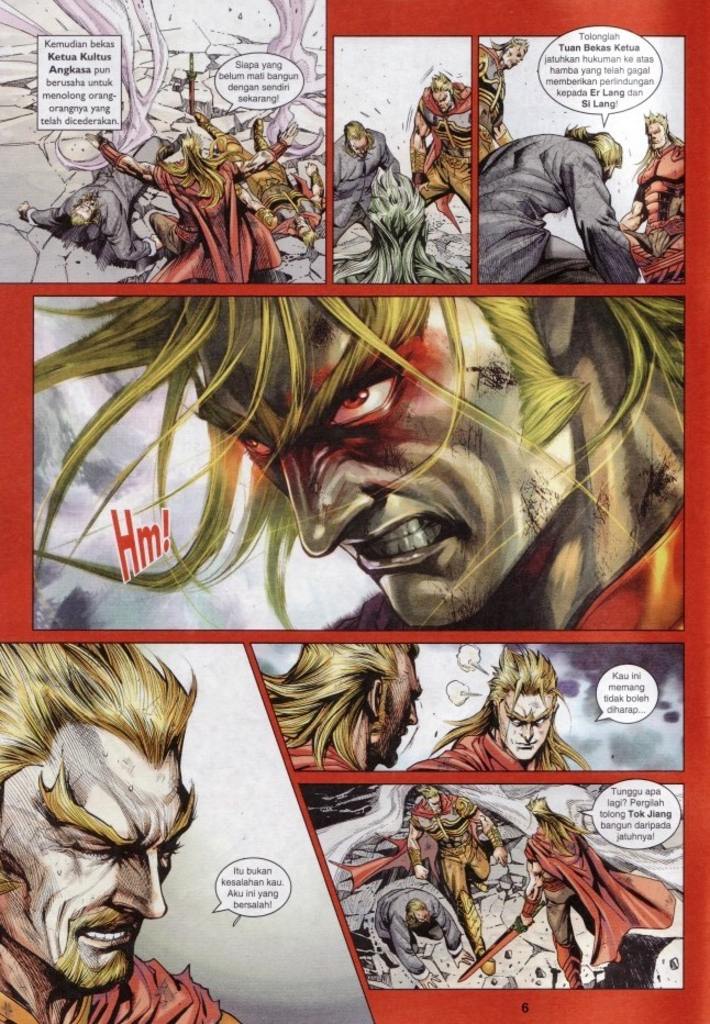 Kemudian bekas
Ketua Kultus
Angkasa pun
berusaha untuk
menolong orang-
orangnya yang
telah dicederakan.
Siapa yang
belum mati bangun
dengan sendiri
sekarang!
Tolonglah
Tuan Bekas Ketua
jatuhkan hukuman ke atas
hamba yang telah gagal
memberikan perlindungan
kepada Er Lang dan
Si Lang!
Hm!
Itu bukan
kesalahan kau.
Aku ini yang
bersalah!
Kau ini
memang
tidak boleh
diharap...
Tunggu apa
lagi? Pergilah
tolong Tok Jiang
bangun daripada
jatuhnya!
6